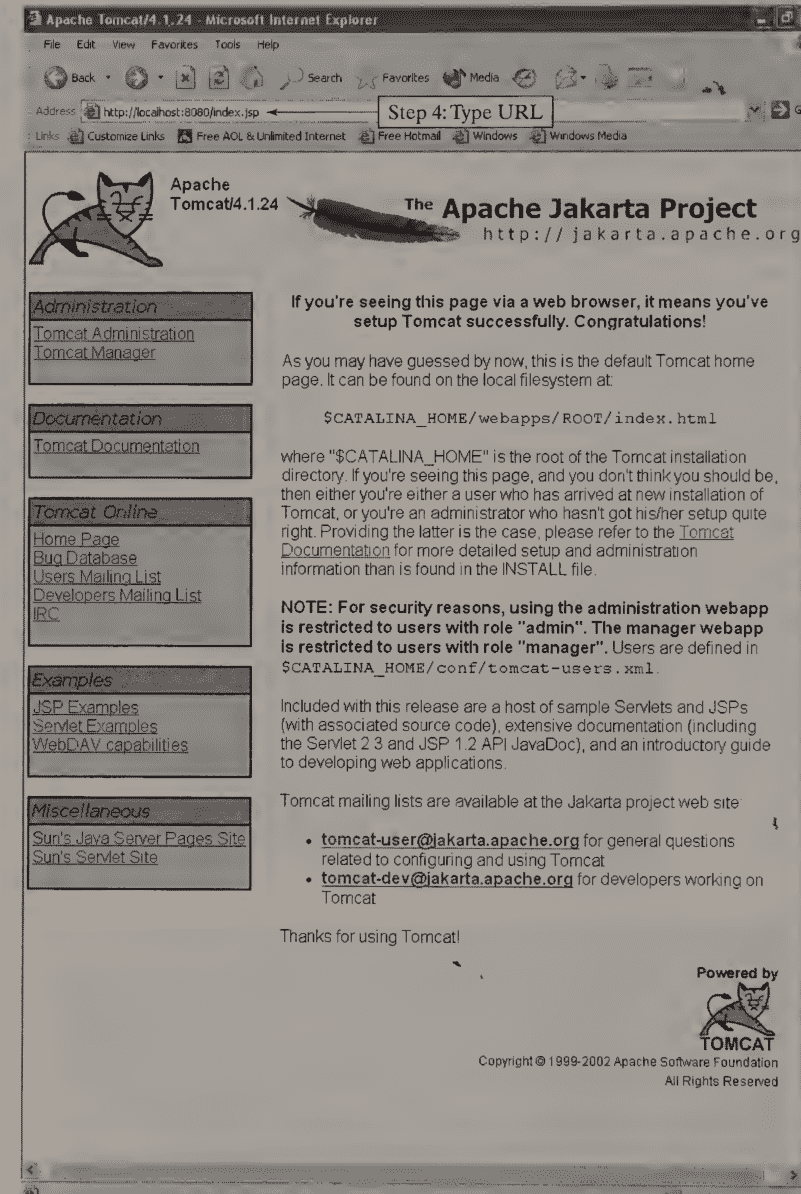 Apache Tomcat/4.1.24 - Microsoft Internet Explorer
File Edit View Favorites Tools Help
Back Search Favorites Media
Address http://localhost:8080/index.jsp Step 4: Type URL G
Links Customize Links Free AOL & Unlimited Internet Free Hotmail Windows Windows Media
Apache
Tomcat/4.1.24
The Apache Jakarta Project
http://jakarta.apache.org
Administration
Tomcat Administration
Tomcat Manager
Documentation
Tomcat Documentation
Tomcat Online
Home Page
Bug Database
Users Mailing List
Developers Mailing List
IRC
Examples
JSP Examples
Servlet Examples
WebDAV capabilities
Miscellaneous
Sun's Java Server Pages Site
Sun's Servlet Site
If you're seeing this page via a web browser, it means you've
setup Tomcat successfully. Congratulations!
As you may have guessed by now, this is the default Tomcat home
page. It can be found on the local filesystem at:
$CATALINA_HOME/webapps/ROOT/index.html
where "$CATALINA_HOME" is the root of the Tomcat installation
directory. If you're seeing this page, and you don't think you should be,
then either you're either a user who has arrived at new installation of
Tomcat, or you're an administrator who hasn't got his/her setup quite
right. Providing the latter is the case, please refer to the Tomcat
Documentation for more detailed setup and administration
information than is found in the INSTALL file.
NOTE: For security reasons, using the administration webapp
is restricted to users with role "admin". The manager webapp
is restricted to users with role "manager". Users are defined in
$CATALINA_HOME/conf/tomcat-users.xml.
Included with this release are a host of sample Servlets and JSPs
(with associated source code), extensive documentation (including
the Servlet 2.3 and JSP 1.2 API JavaDoc), and an introductory guide
to developing web applications.
Tomcat mailing lists are available at the Jakarta project web site
• tomcat-user@jakarta.apache.org for general questions
related to configuring and using Tomcat
• tomcat-dev@jakarta.apache.org for developers working on
Tomcat
Thanks for using Tomcat!
Powered by
TOMCAT
Copyright © 1999-2002 Apache Software Foundation
All Rights Reserved